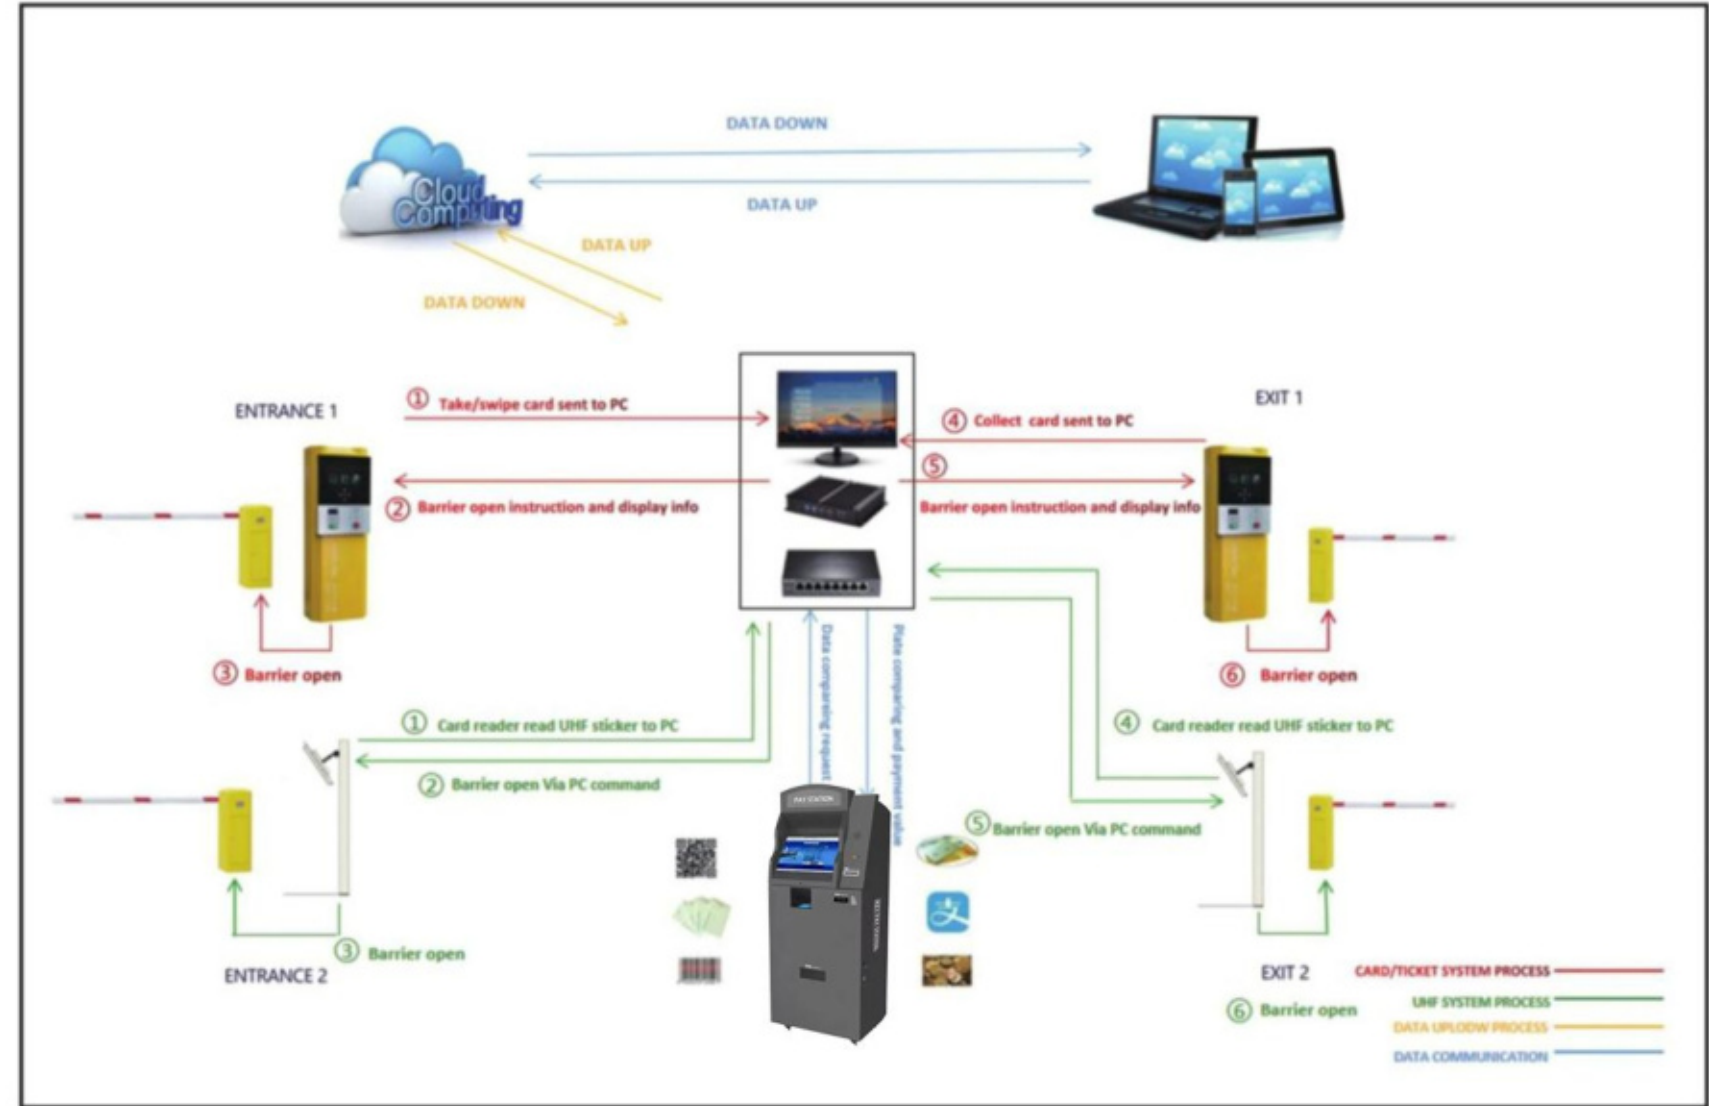 DATA DOWN
Cloud
Computing
DATA UP
DATA UP
DATA DOWN
ENTRANCE 1
① Take/swipe card sent to PC
EXIT 1
④ Collect card sent to PC
⑤
② Barrier open instruction and display info
Barrier open instruction and display info
③ Barrier open
⑥ Barrier open
Data compareing request
Plate comparing and payment value
① Card reader read UHF sticker to PC
④ Card reader read UHF sticker to PC
② Barrier open Via PC command
PAY STATION
⑤ Barrier open Via PC command
③ Barrier open
ENTRANCE 2
EXIT 2
CARD/TICKET SYSTEM PROCESS
UHF SYSTEM PROCESS
⑥ Barrier open
DATA UPLODW PROCESS
DATA COMMUNICATION